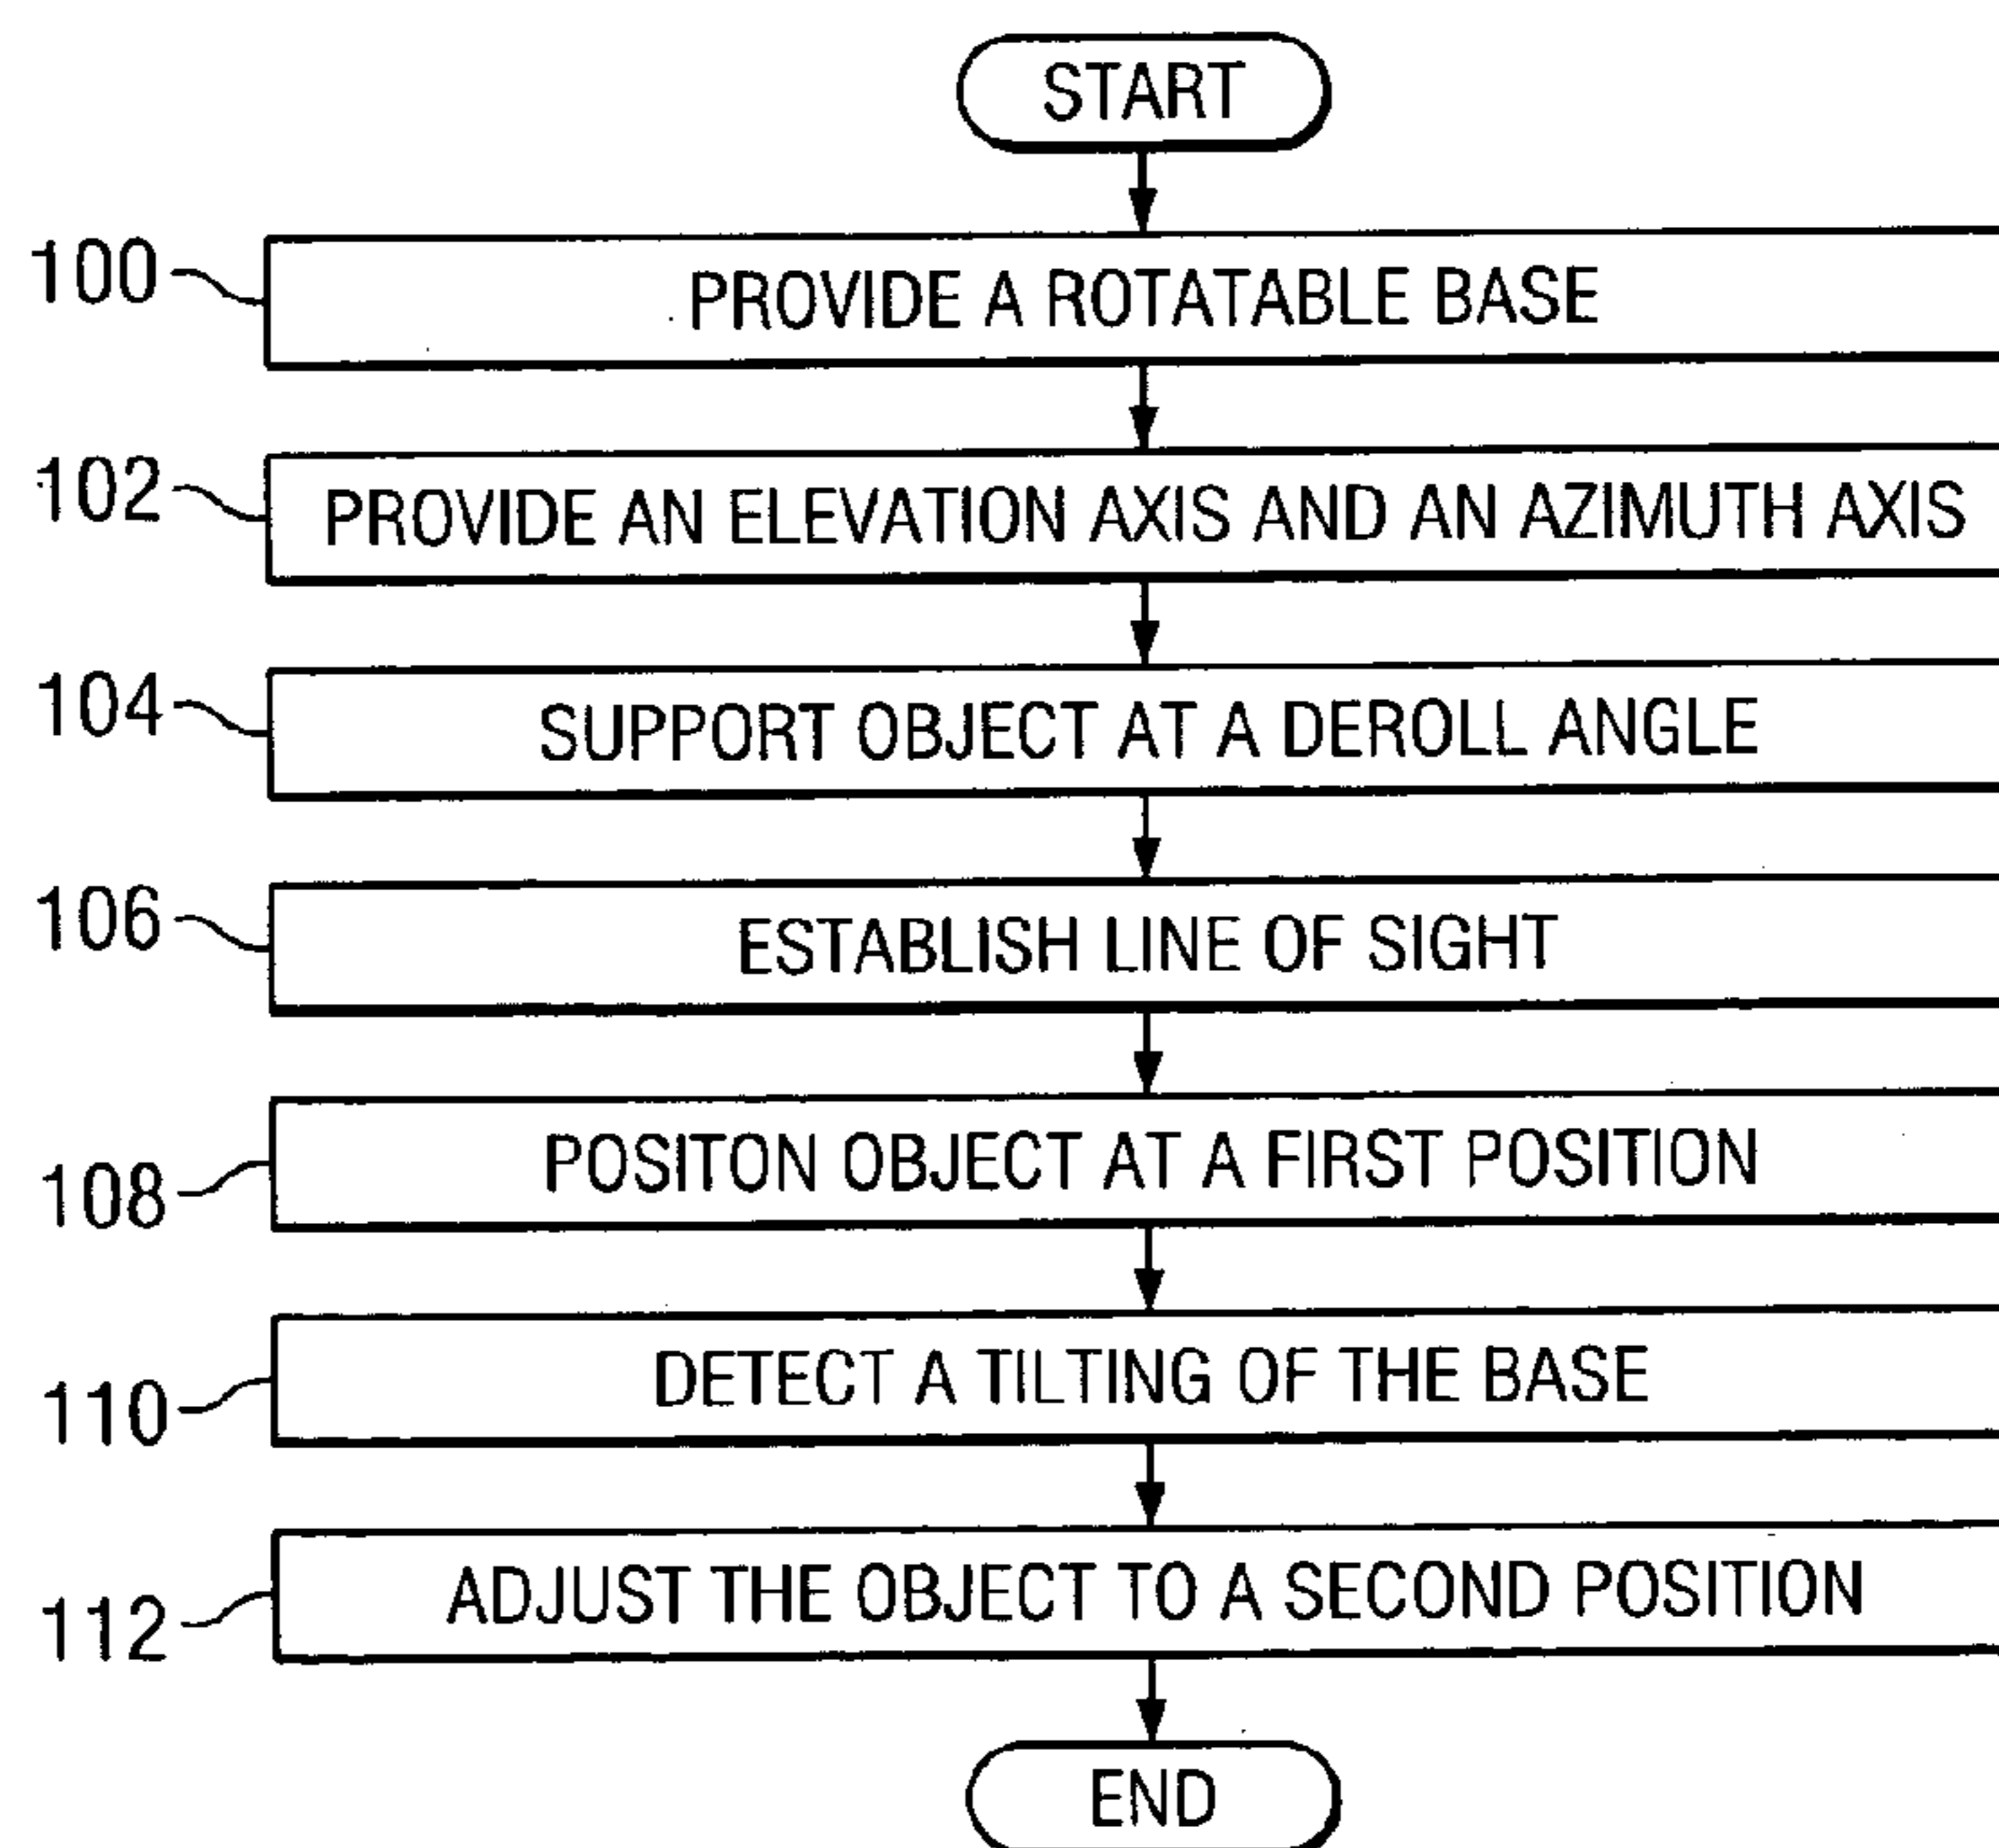 START
100
PROVIDE A ROTATABLE BASE
102
PROVIDE AN ELEVATION AXIS AND AN AZIMUTH AXIS
104
SUPPORT OBJECT AT A DEROLL ANGLE
106
ESTABLISH LINE OF SIGHT
108
POSITON OBJECT AT A FIRST POSITION
110
DETECT A TILTING OF THE BASE
112
ADJUST THE OBJECT TO A SECOND POSITION
END